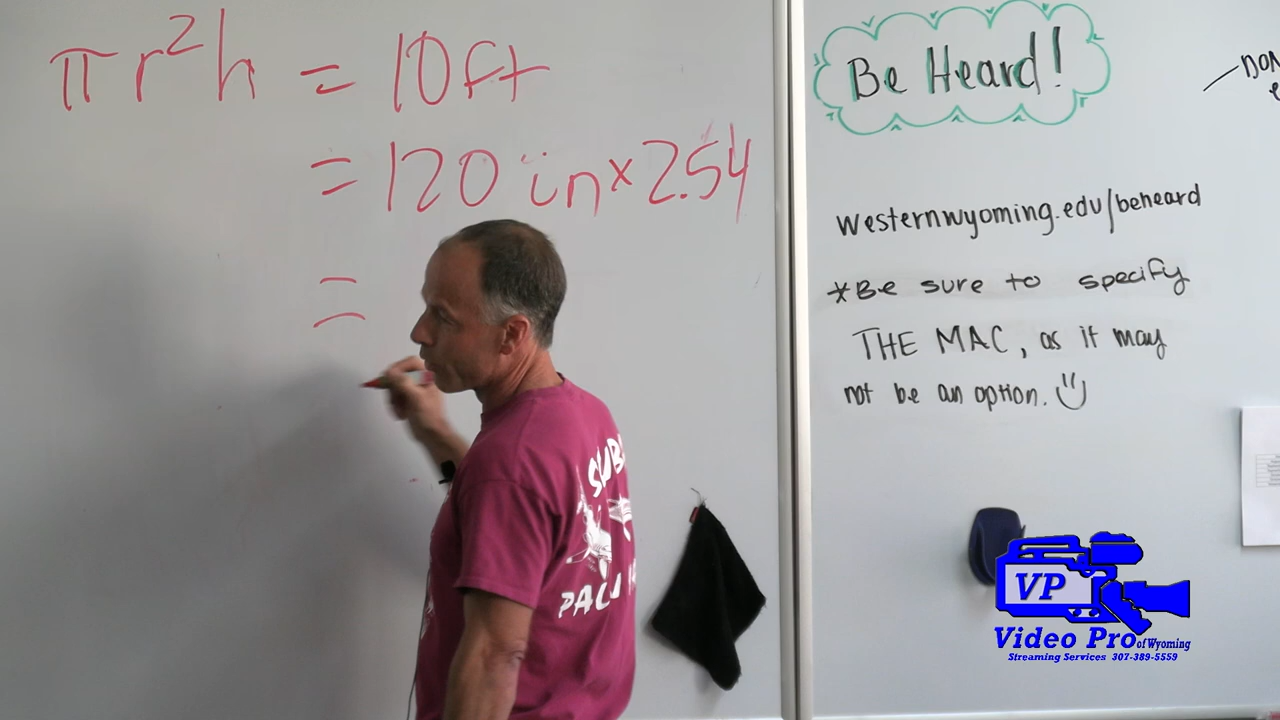 πr²h = 10ft
= 120 in × 2.54
=
Be Heard!
westernwyoming.edu/beheard
*Be sure to specify
THE MAC, as it may
not be an option.
VP
Video Pro of Wyoming
Streaming Services 307-389-5559